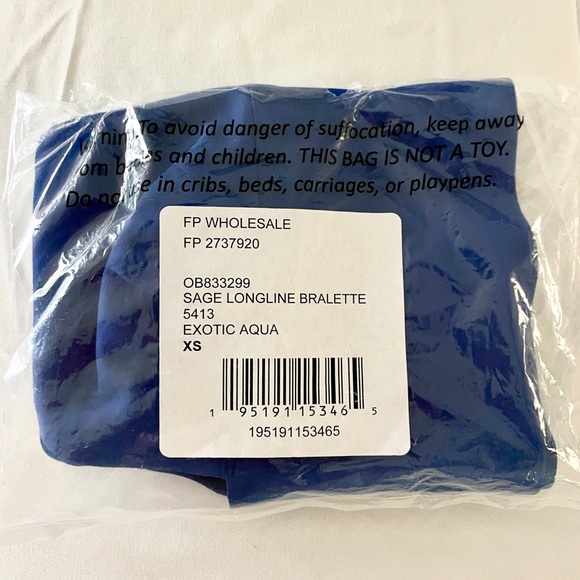 To avoid danger of suffocation, keep away
and children. THIS BAG IS NOT A TOY.
Do in cribs, beds, carriages, or playpens.
FP WHOLESALE
FP 2737920
OB833299
SAGE LONGLINE BRALETTE
5413
EXOTIC AQUA
XS
1 95191 15346 5
195191153465